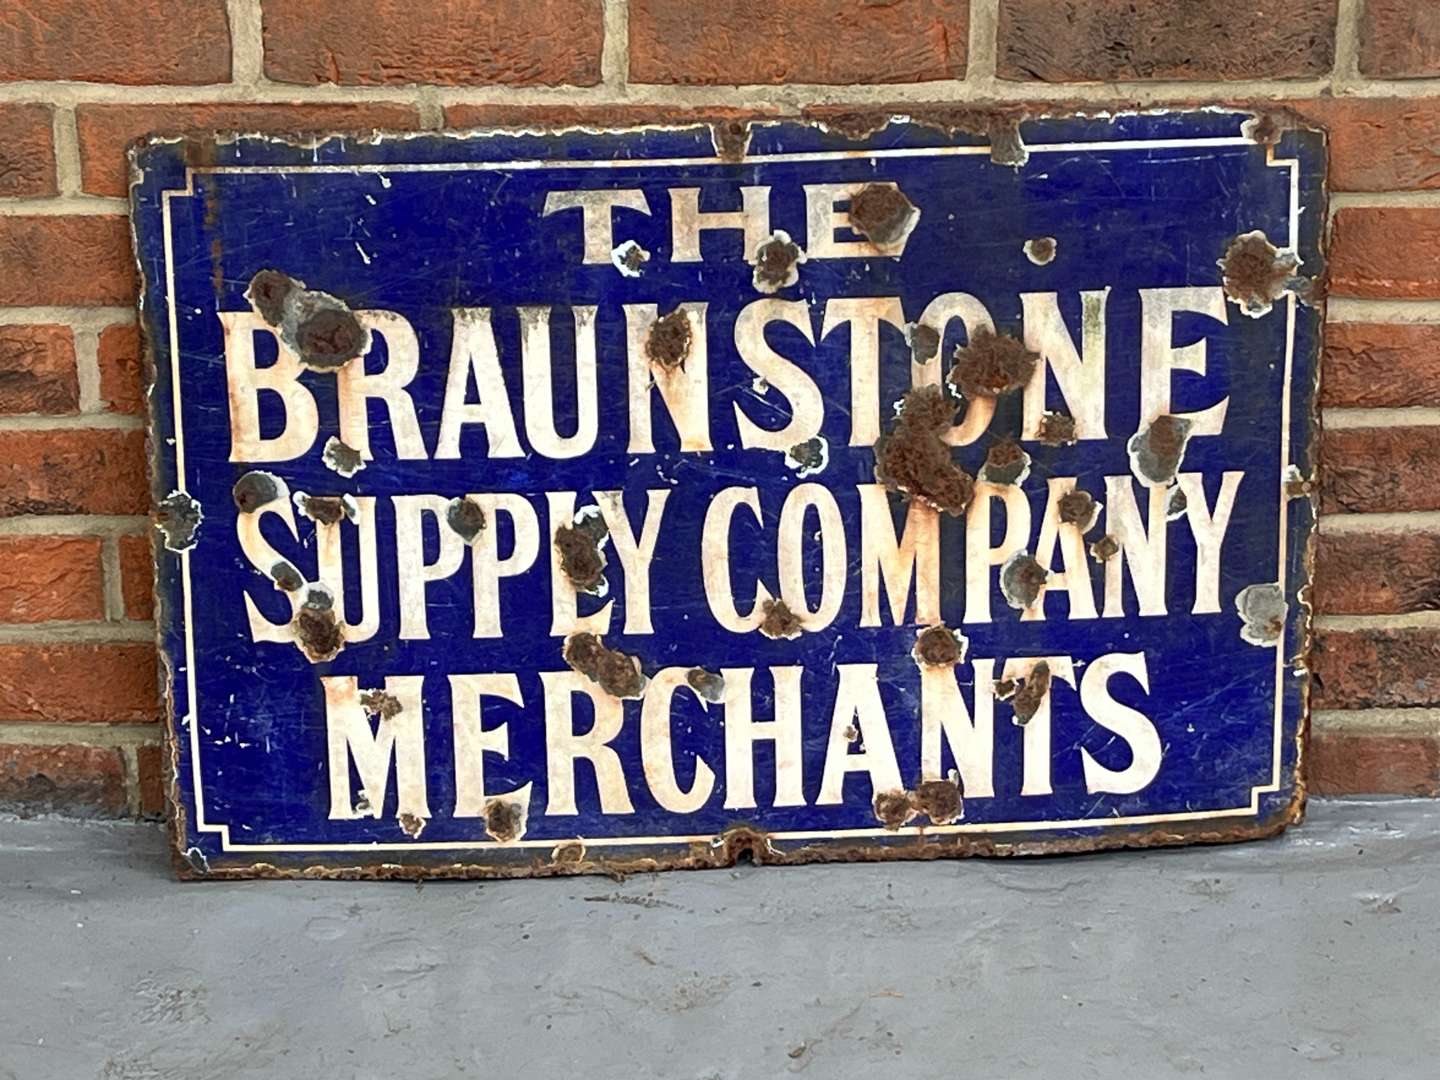 THE
BRAUNSTONE
SUPPLY COMPANY
MERCHANTS